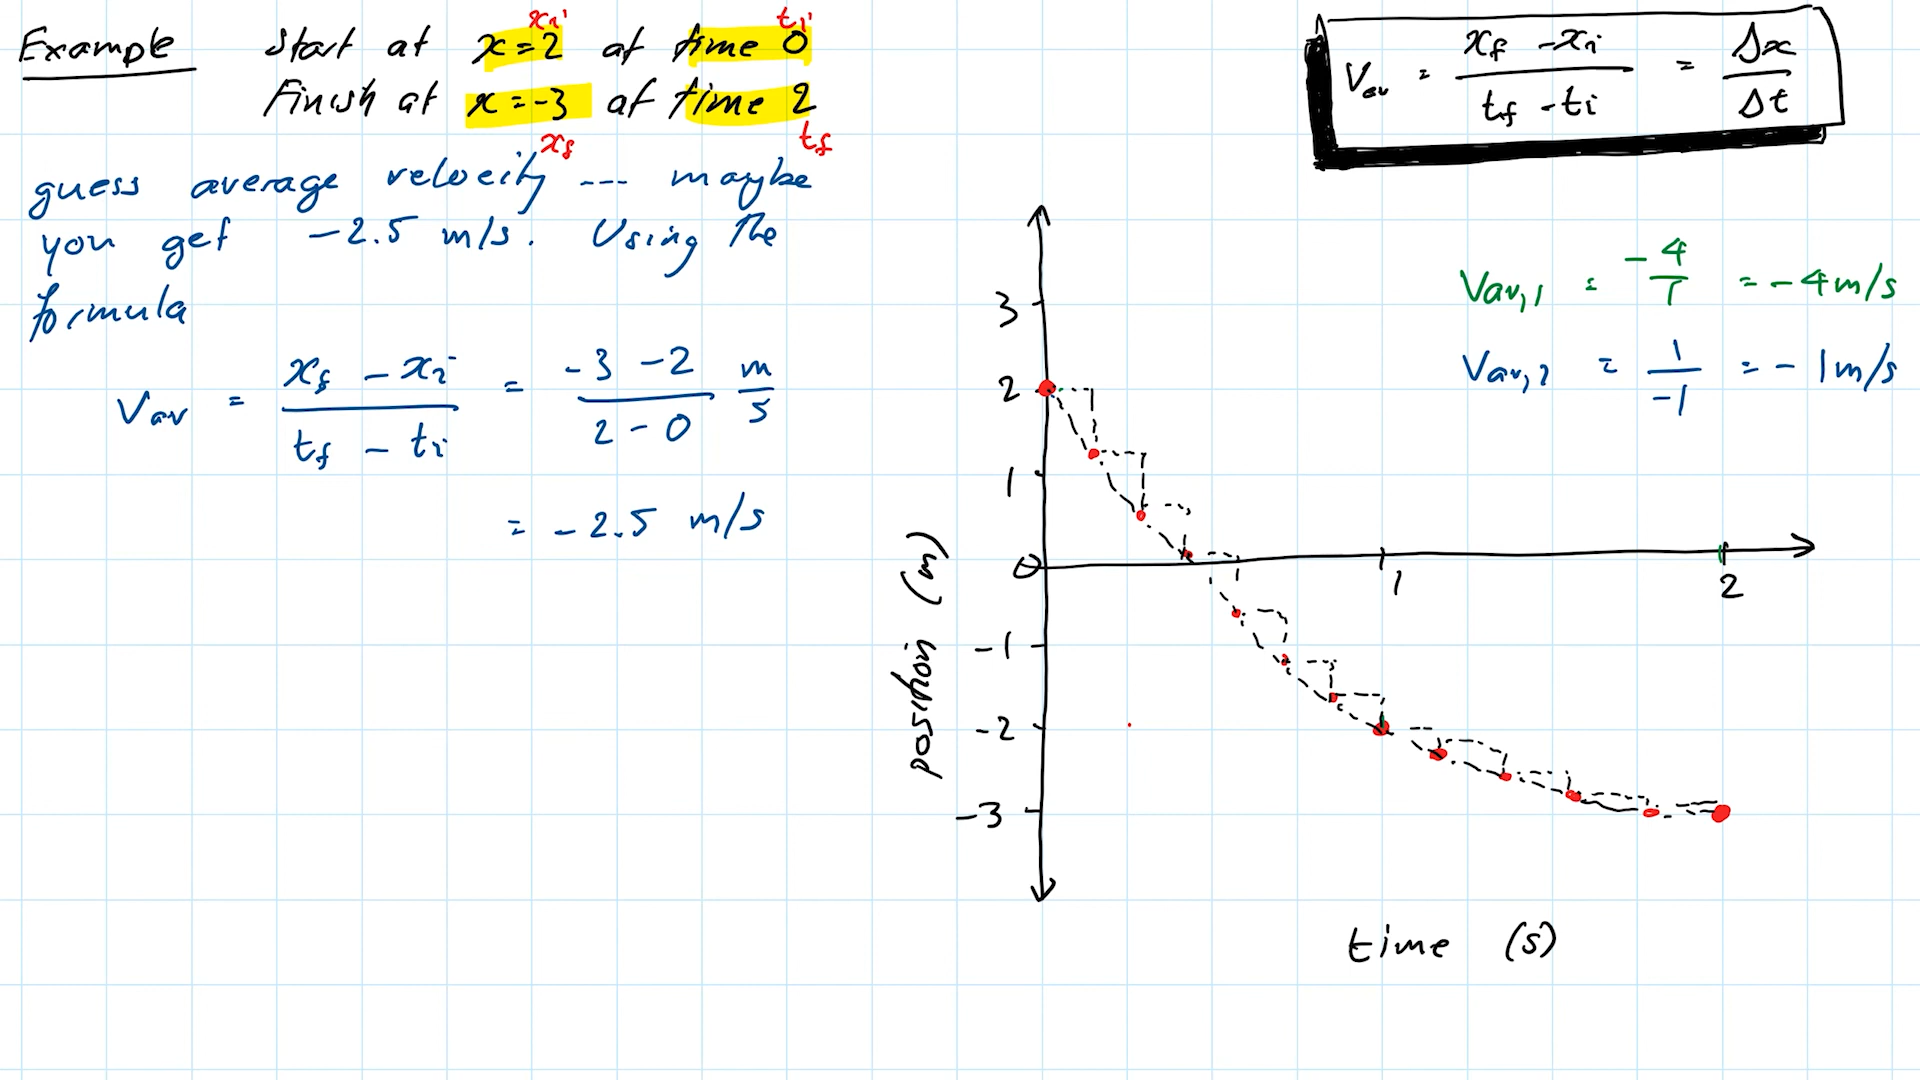 xi ti
Example Start at x=2 at time 0
Finish at x=-3 at time 2
xf tf
guess average velocity --- maybe
you get -2.5 m/s. Using the
formula
Vav = xf - xi / tf - ti = -3 -2 / 2 - 0 m/s
= -2.5 m/s
Vav = xf - xi / tf - ti = Δx / Δt
Vav,1 = -4/1 = -4m/s
Vav,2 = 1/-1 = -1m/s
3
2
1
0
-1
-2
-3
1
2
position (m)
time (s)